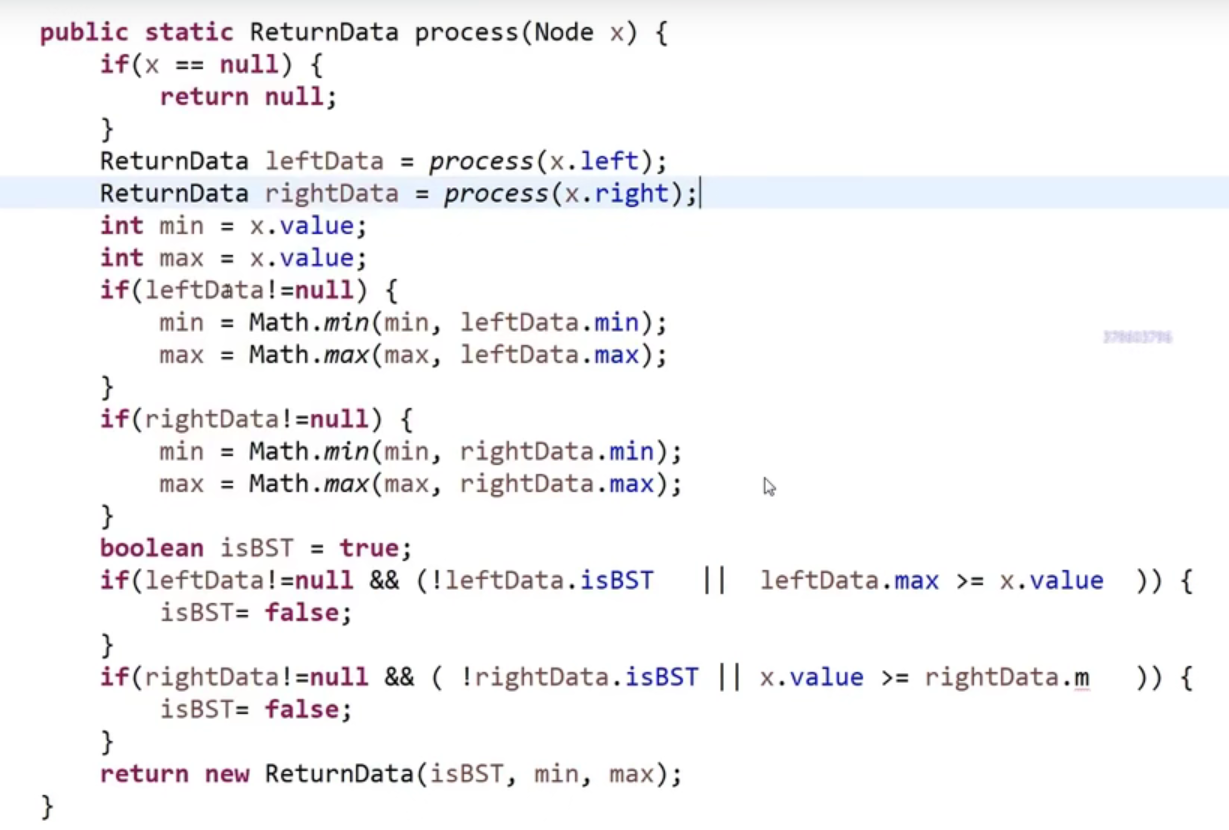 public static ReturnData process(Node x) {
    if(x == null) {
        return null;
    }
    ReturnData leftData = process(x.left);
    ReturnData rightData = process(x.right);
    int min = x.value;
    int max = x.value;
    if(leftData!=null) {
        min = Math.min(min, leftData.min);
        max = Math.max(max, leftData.max);
    }
    if(rightData!=null) {
        min = Math.min(min, rightData.min);
        max = Math.max(max, rightData.max);
    }
    boolean isBST = true;
    if(leftData!=null && (!leftData.isBST   ||  leftData.max >= x.value  )) {
        isBST= false;
    }
    if(rightData!=null && ( !rightData.isBST || x.value >= rightData.m   )) {
        isBST= false;
    }
    return new ReturnData(isBST, min, max);
}